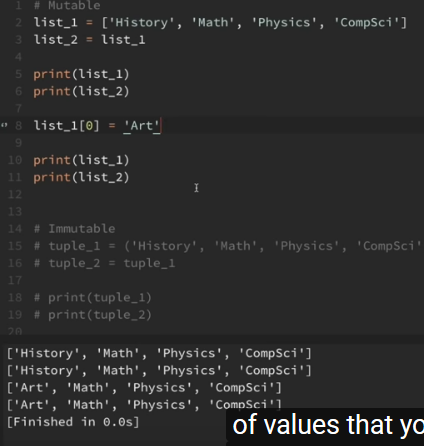 1 # Mutable
2 list_1 = ['History', 'Math', 'Physics', 'CompSci']
3 list_2 = list_1
4
5 print(list_1)
6 print(list_2)
7
8 list_1[0] = 'Art'
9
10 print(list_1)
11 print(list_2)
12
13
14 # Immutable
15 # tuple_1 = ('History', 'Math', 'Physics', 'CompSci'
16 # tuple_2 = tuple_1
17
18 # print(tuple_1)
19 # print(tuple_2)
20
['History', 'Math', 'Physics', 'CompSci']
['History', 'Math', 'Physics', 'CompSci']
['Art', 'Math', 'Physics', 'CompSci']
['Art', 'Math', 'Physics', 'CompSci']
[Finished in 0.0s]
of values that yo